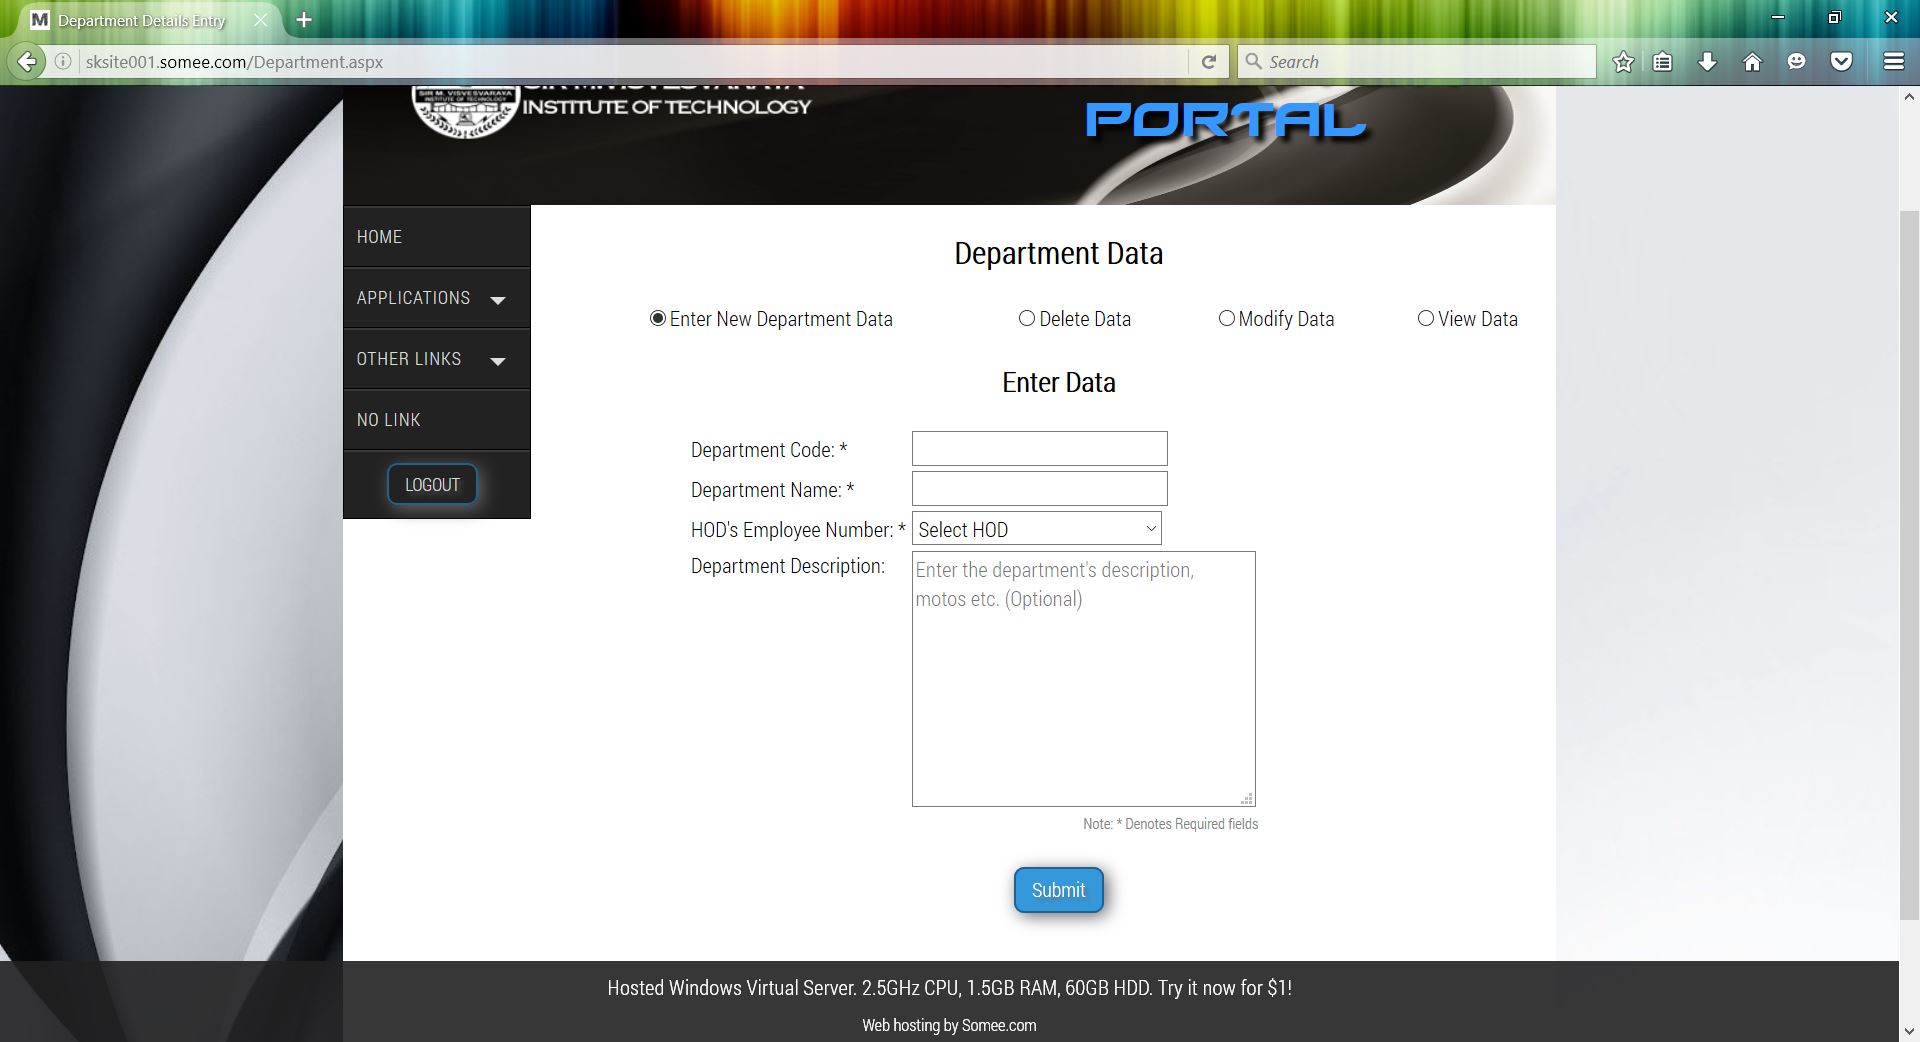 M Department Details Entry
sksite001.somee.com/Department.aspx
Search
SIR M.VISVESVARAYA
INSTITUTE OF TECHNOLOGY
SIR M. VISVESVARAYA
INSTITUTE OF TECHNOLOGY
PORTAL
HOME
APPLICATIONS
OTHER LINKS
NO LINK
LOGOUT
Department Data
Enter New Department Data Delete Data Modify Data View Data
Enter Data
Department Code: *
Department Name: *
HOD's Employee Number: * Select HOD
Department Description: Enter the department's description,
motos etc. (Optional)
Note: * Denotes Required fields
Submit
Hosted Windows Virtual Server. 2.5GHz CPU, 1.5GB RAM, 60GB HDD. Try it now for $1!
Web hosting by Somee.com